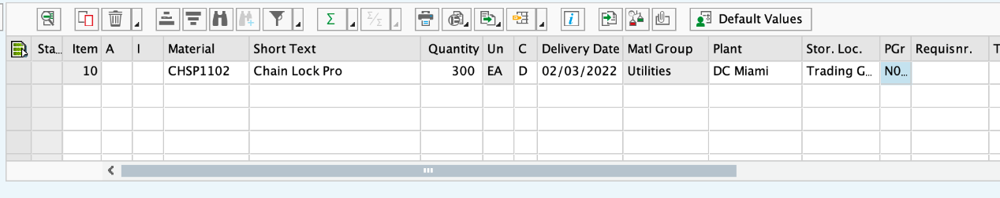 Σ Σ/Σ i Default Values
Sta... Item A I Material Short Text Quantity Un C Delivery Date Matl Group Plant Stor. Loc. PGr Requisnr. T
10 CHSP1102 Chain Lock Pro 300 EA D 02/03/2022 Utilities DC Miami Trading G... N0...